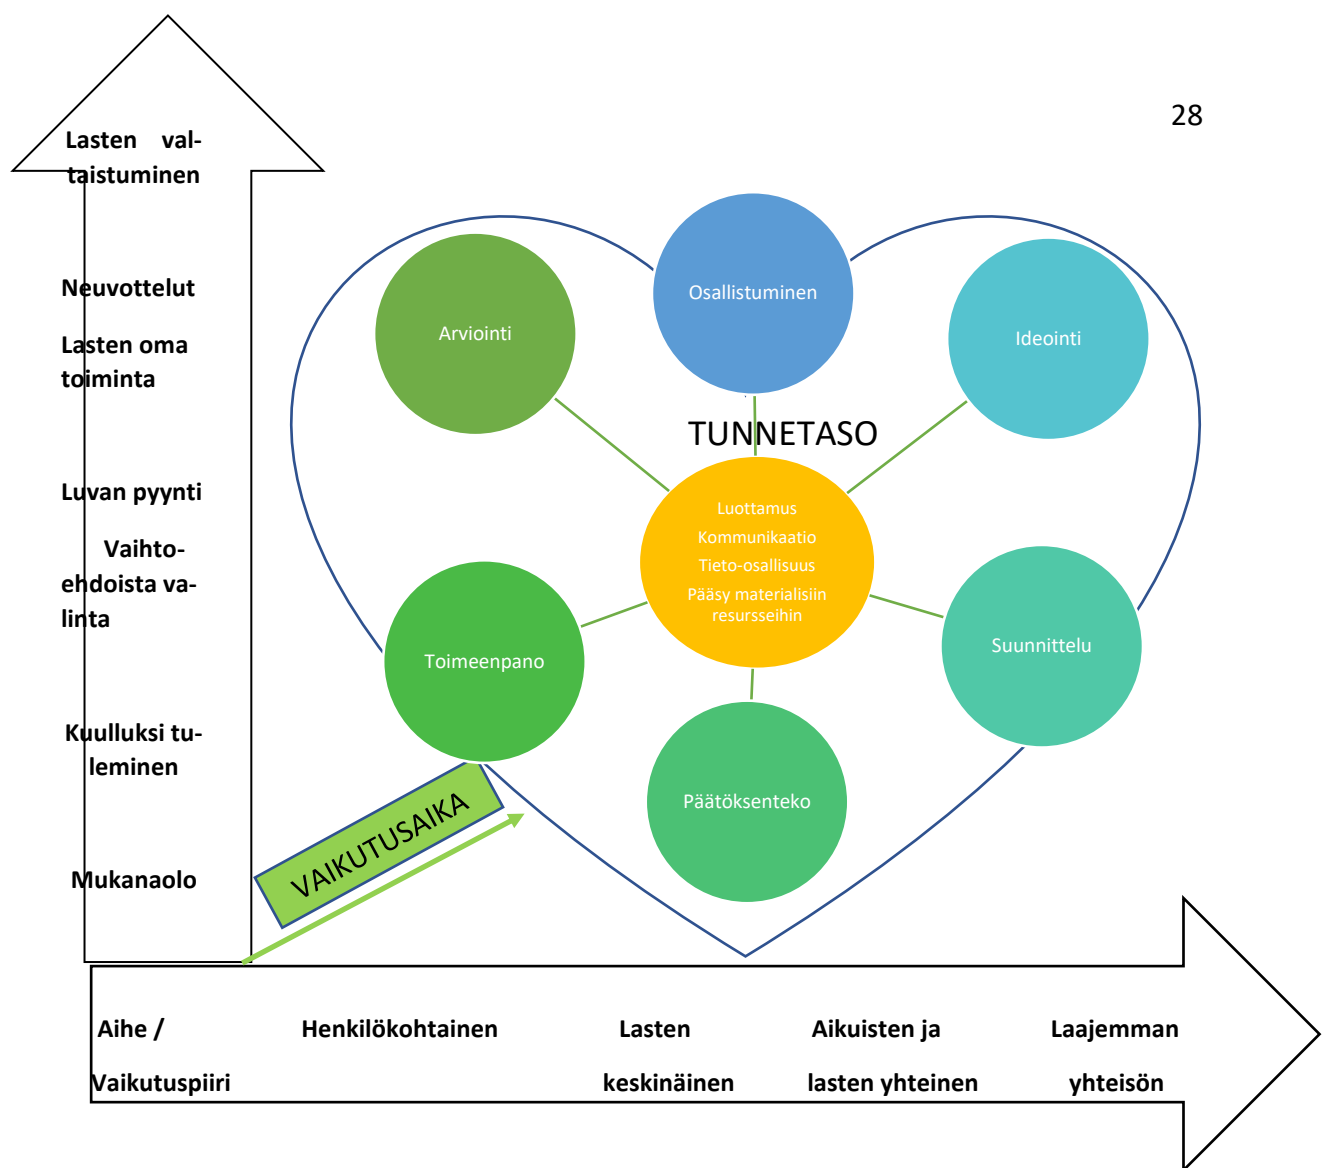 28
Lasten val-
taistuminen
Neuvottelut
Lasten oma
toiminta
Luvan pyynti
Vaihto-
ehdoista va-
linta
Kuulluksi tu-
leminen
Mukanaolo
Osallistuminen
Arviointi
Ideointi
TUNNETASO
Luottamus
Kommunikaatio
Tieto-osallisuus
Pääsy materialisiin
resursseihin
Toimeenpano
Suunnittelu
Päätöksenteko
VAIKUTUSAIKA
Aihe /
Vaikutuspiiri
Henkilökohtainen
Lasten
keskinäinen
Aikuisten ja
lasten yhteinen
Laajemman
yhteisön